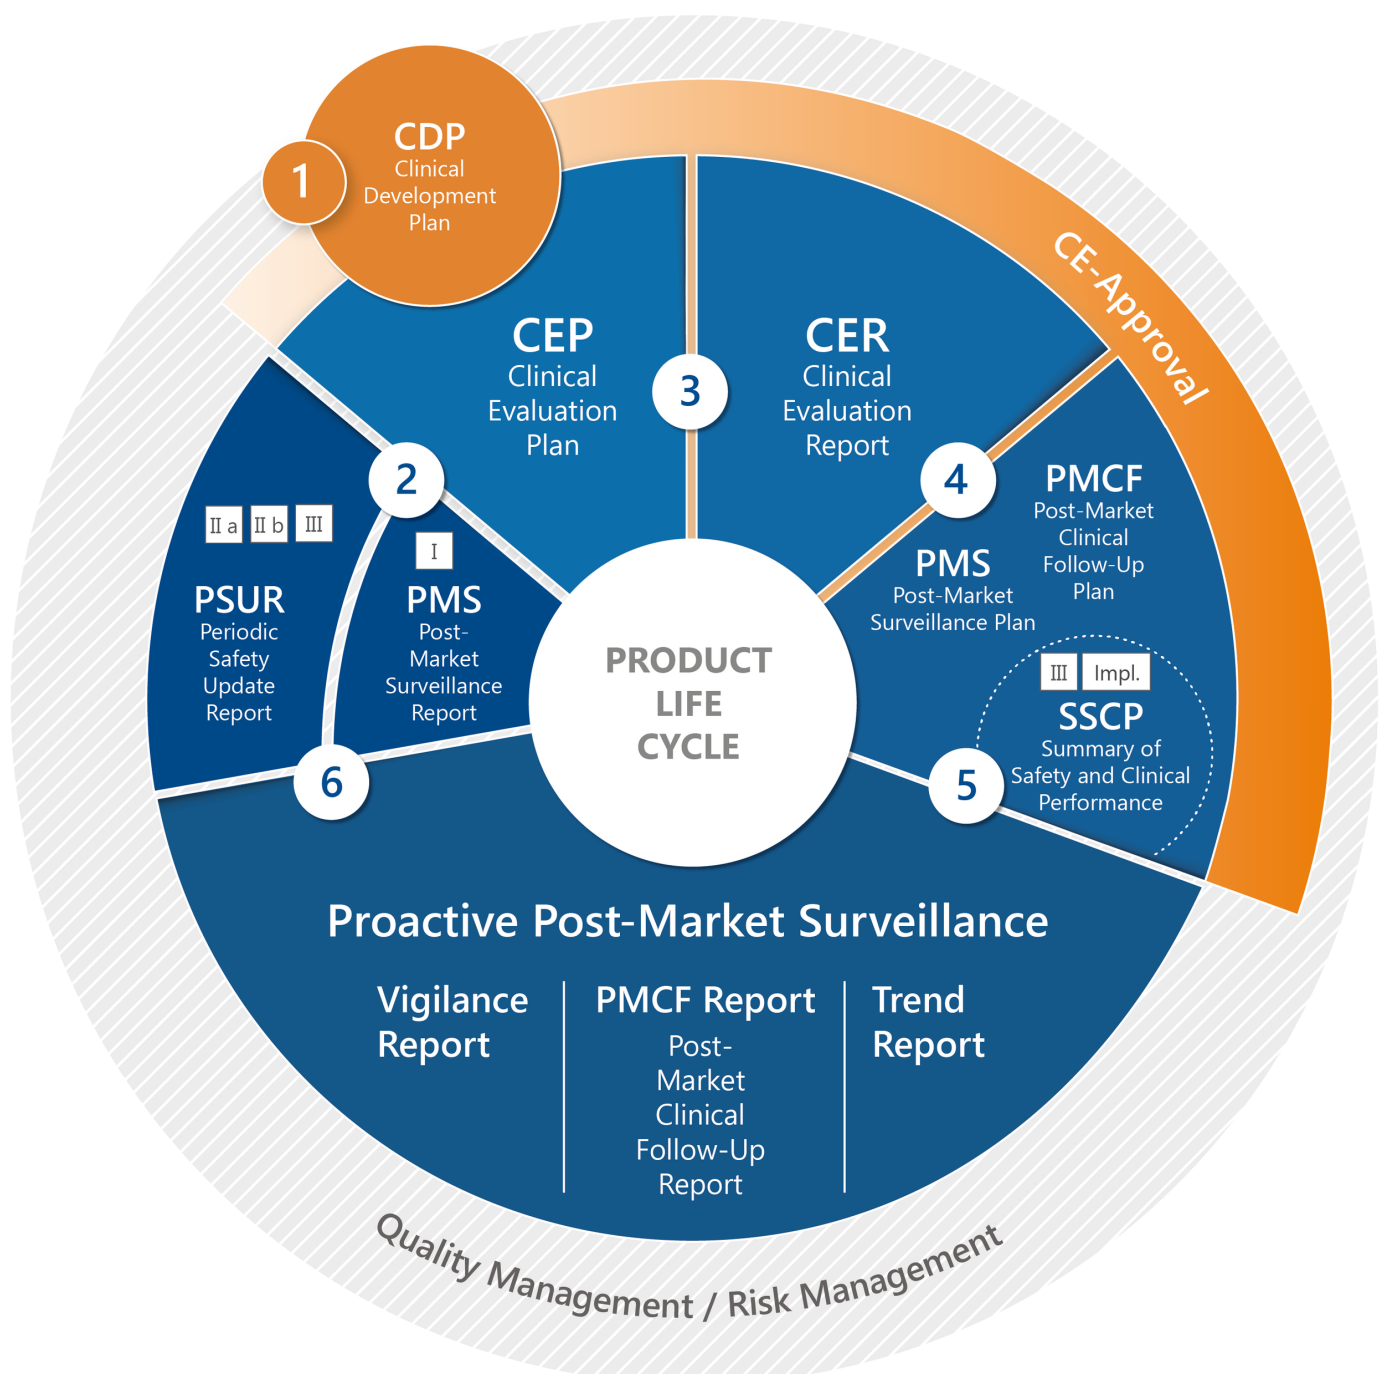 1
CDP
Clinical
Development
Plan
CE-Approval
2
CEP
Clinical
Evaluation
Plan
3
CER
Clinical
Evaluation
Report
4
PMCF
Post-Market
Clinical
Follow-Up
Plan
PMS
Post-Market
Surveillance Plan
III Impl.
SSCP
Summary of
Safety and Clinical
Performance
5
PRODUCT
LIFE
CYCLE
II a II b III
PSUR
Periodic
Safety
Update
Report
I
PMS
Post-
Market
Surveillance
Report
6
Proactive Post-Market Surveillance
Vigilance
Report
PMCF Report
Post-
Market
Clinical
Follow-Up
Report
Trend
Report
Quality Management / Risk Management